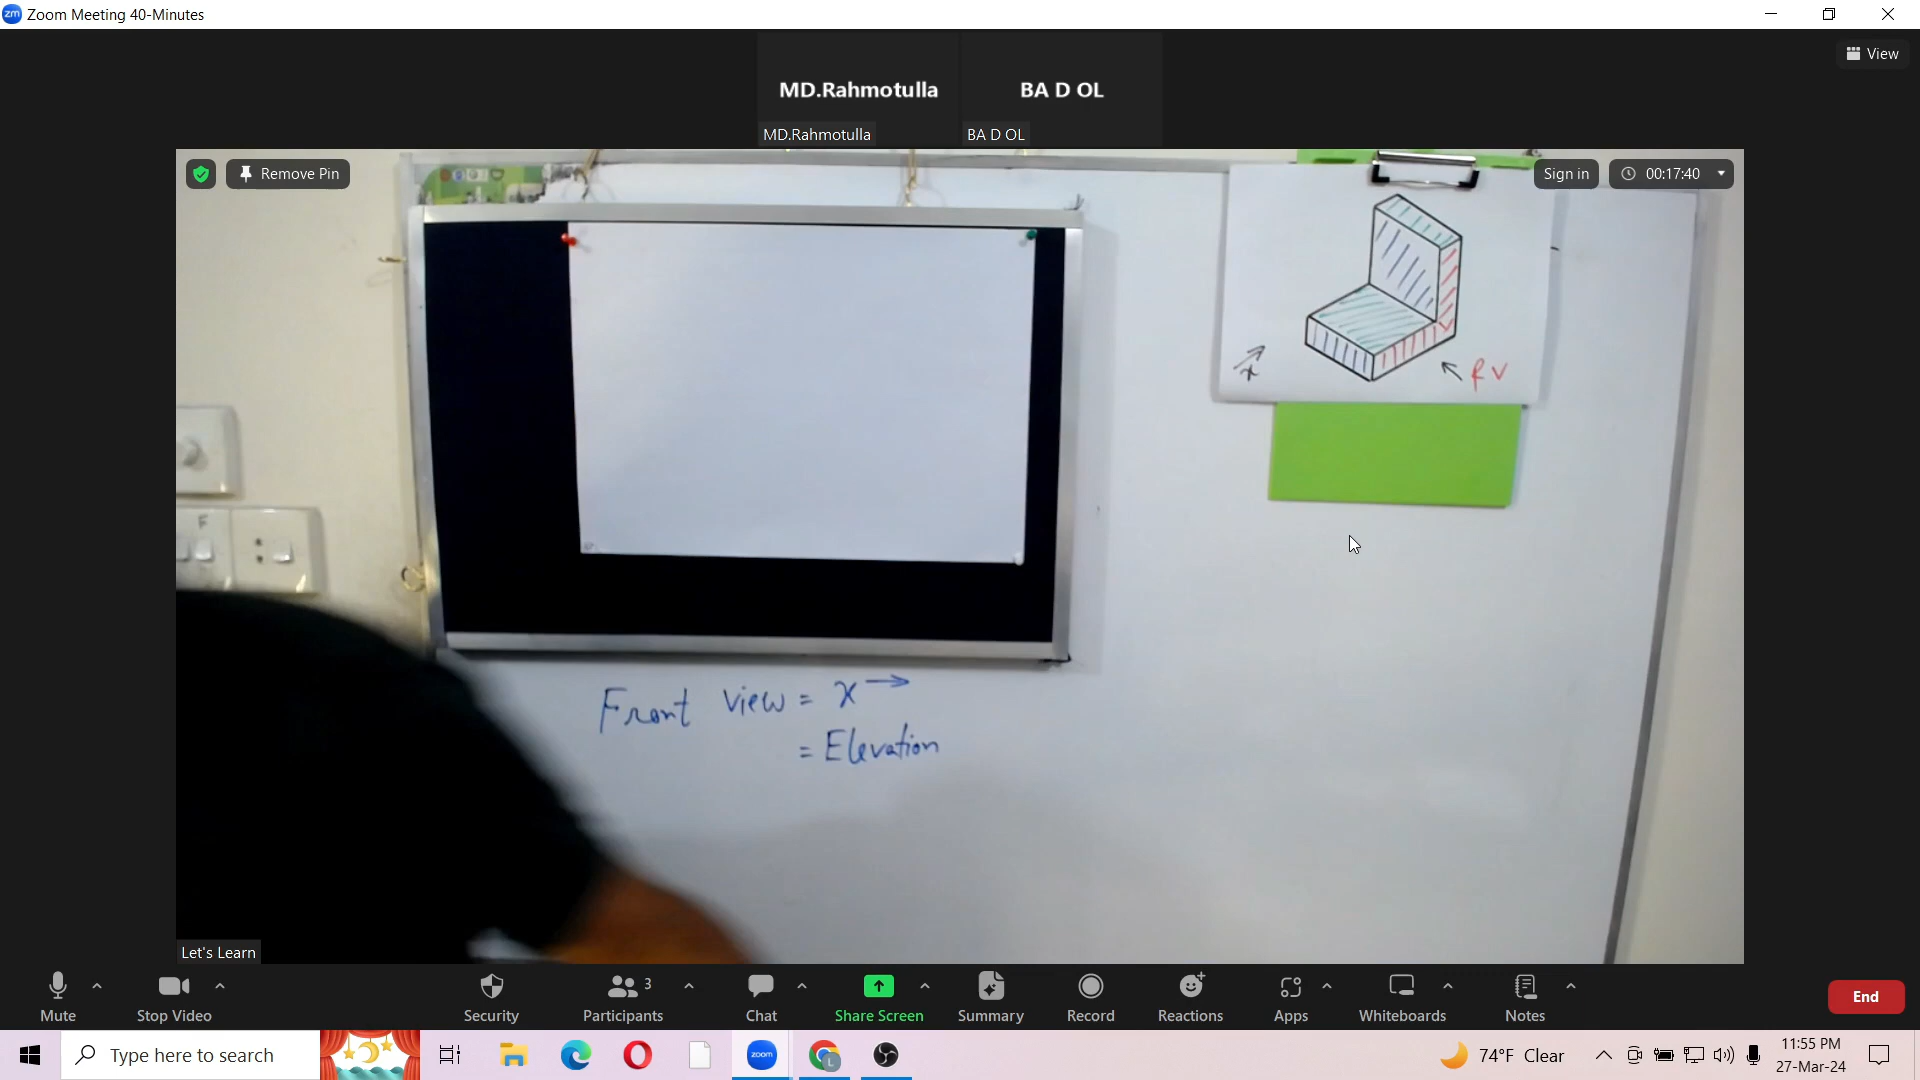 Zoom Meeting 40-Minutes
View
MD.Rahmotulla
BA D OL
MD.Rahmotulla
BA D OL
Remove Pin
Sign in
00:17:40
x
RV
F
Front view = x
= Elevation
Let's Learn
Mute
Stop Video
Security
3
Participants
Chat
Share Screen
Summary
Record
Reactions
Apps
Whiteboards
Notes
End
Type here to search
zoom
L
74°F Clear
11:55 PM
27-Mar-24